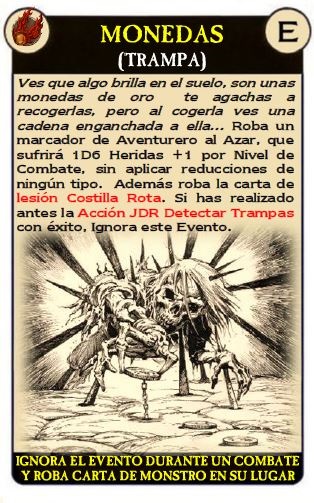 MONEDAS
E
(TRAMPA)
Ves que algo brilla en el suelo, son unas
monedas de oro te agachas a
recogerlas, pero al cogerla ves una
cadena enganchada a ella... Roba un
marcador de Aventurero al Azar, que
sufrirá 1D6 Heridas +1 por Nivel de
Combate, sin aplicar reducciones de
ningún tipo. Además roba la carta de
lesión Costilla Rota. Si has realizado
antes la Acción JDR Detectar Trampas
con éxito, Ignora este Evento.
IGNORA EL EVENTO DURANTE UN COMBATE
Y ROBA CARTA DE MONSTRO EN SU LUGAR